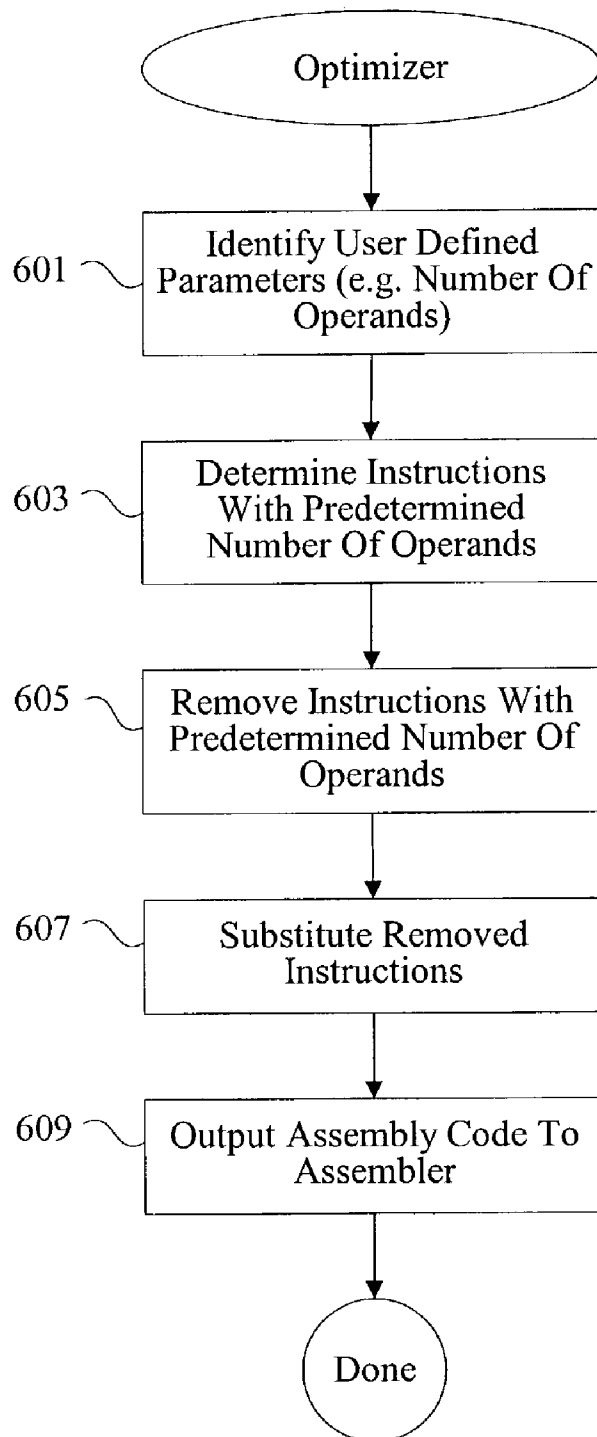 Optimizer
601
Identify User Defined
Parameters (e.g. Number Of
Operands)
603
Determine Instructions
With Predetermined
Number Of Operands
605
Remove Instructions With
Predetermined Number Of
Operands
607
Substitute Removed
Instructions
609
Output Assembly Code To
Assembler
Done